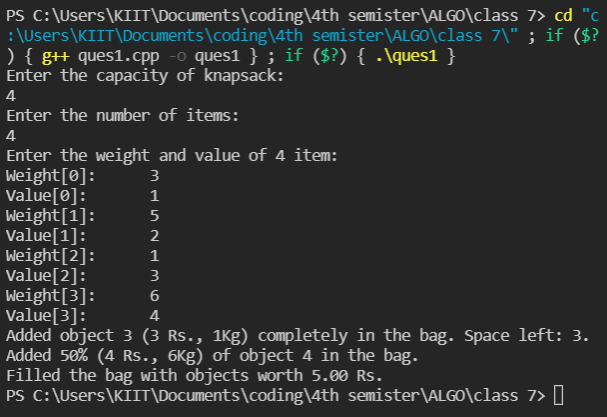 PS C:\Users\KIIT\Documents\coding\4th semister\ALGO\class 7> cd "c
:\Users\KIIT\Documents\coding\4th semister\ALGO\class 7\" ; if ($?
) { g++ ques1.cpp -o ques1 } ; if ($?) { .\ques1 }
Enter the capacity of knapsack:
4
Enter the number of items:
4
Enter the weight and value of 4 item:
Weight[0]:      3
Value[0]:       1
Weight[1]:      5
Value[1]:       2
Weight[2]:      1
Value[2]:       3
Weight[3]:      6
Value[3]:       4
Added object 3 (3 Rs., 1Kg) completely in the bag. Space left: 3.
Added 50% (4 Rs., 6Kg) of object 4 in the bag.
Filled the bag with objects worth 5.00 Rs.
PS C:\Users\KIIT\Documents\coding\4th semister\ALGO\class 7>